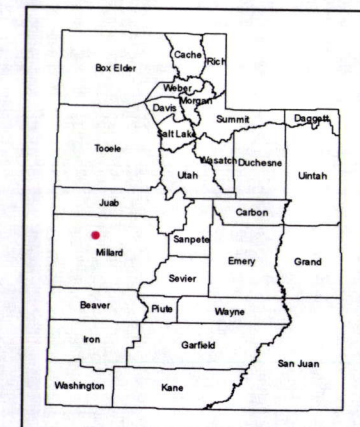 Cache
Rich
Box Elder
Weber
Morgan
Davis
Summit
Daggett
Salt Lake
Tooele
Wasatch
Duchesne
Utah
Uintah
Juab
Carbon
Sanpete
Millard
Emery
Grand
Sevier
Beaver
Piute
Wayne
Iron
Garfield
San Juan
Washington
Kane